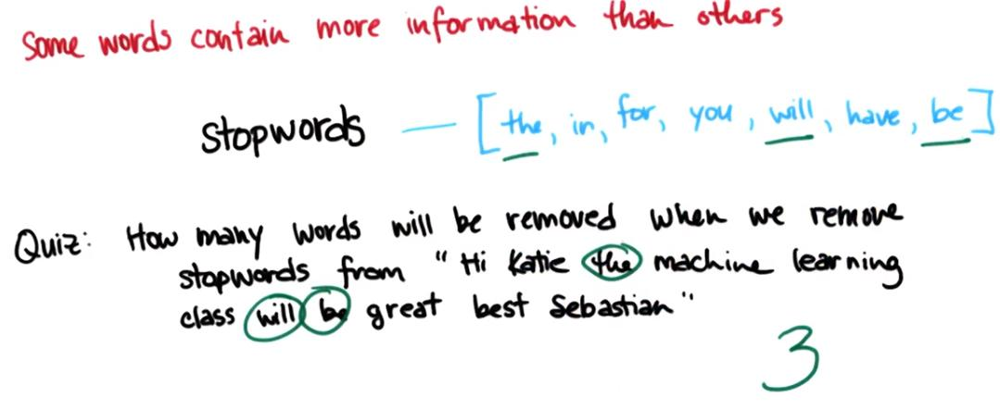 Some words contain more information than others
stopwords — [the, in, for, you, will, have, be]
Quiz: How many words will be removed when we remove
stopwords from "Hi Katie the machine learning
class will be great best Sebastian"
3